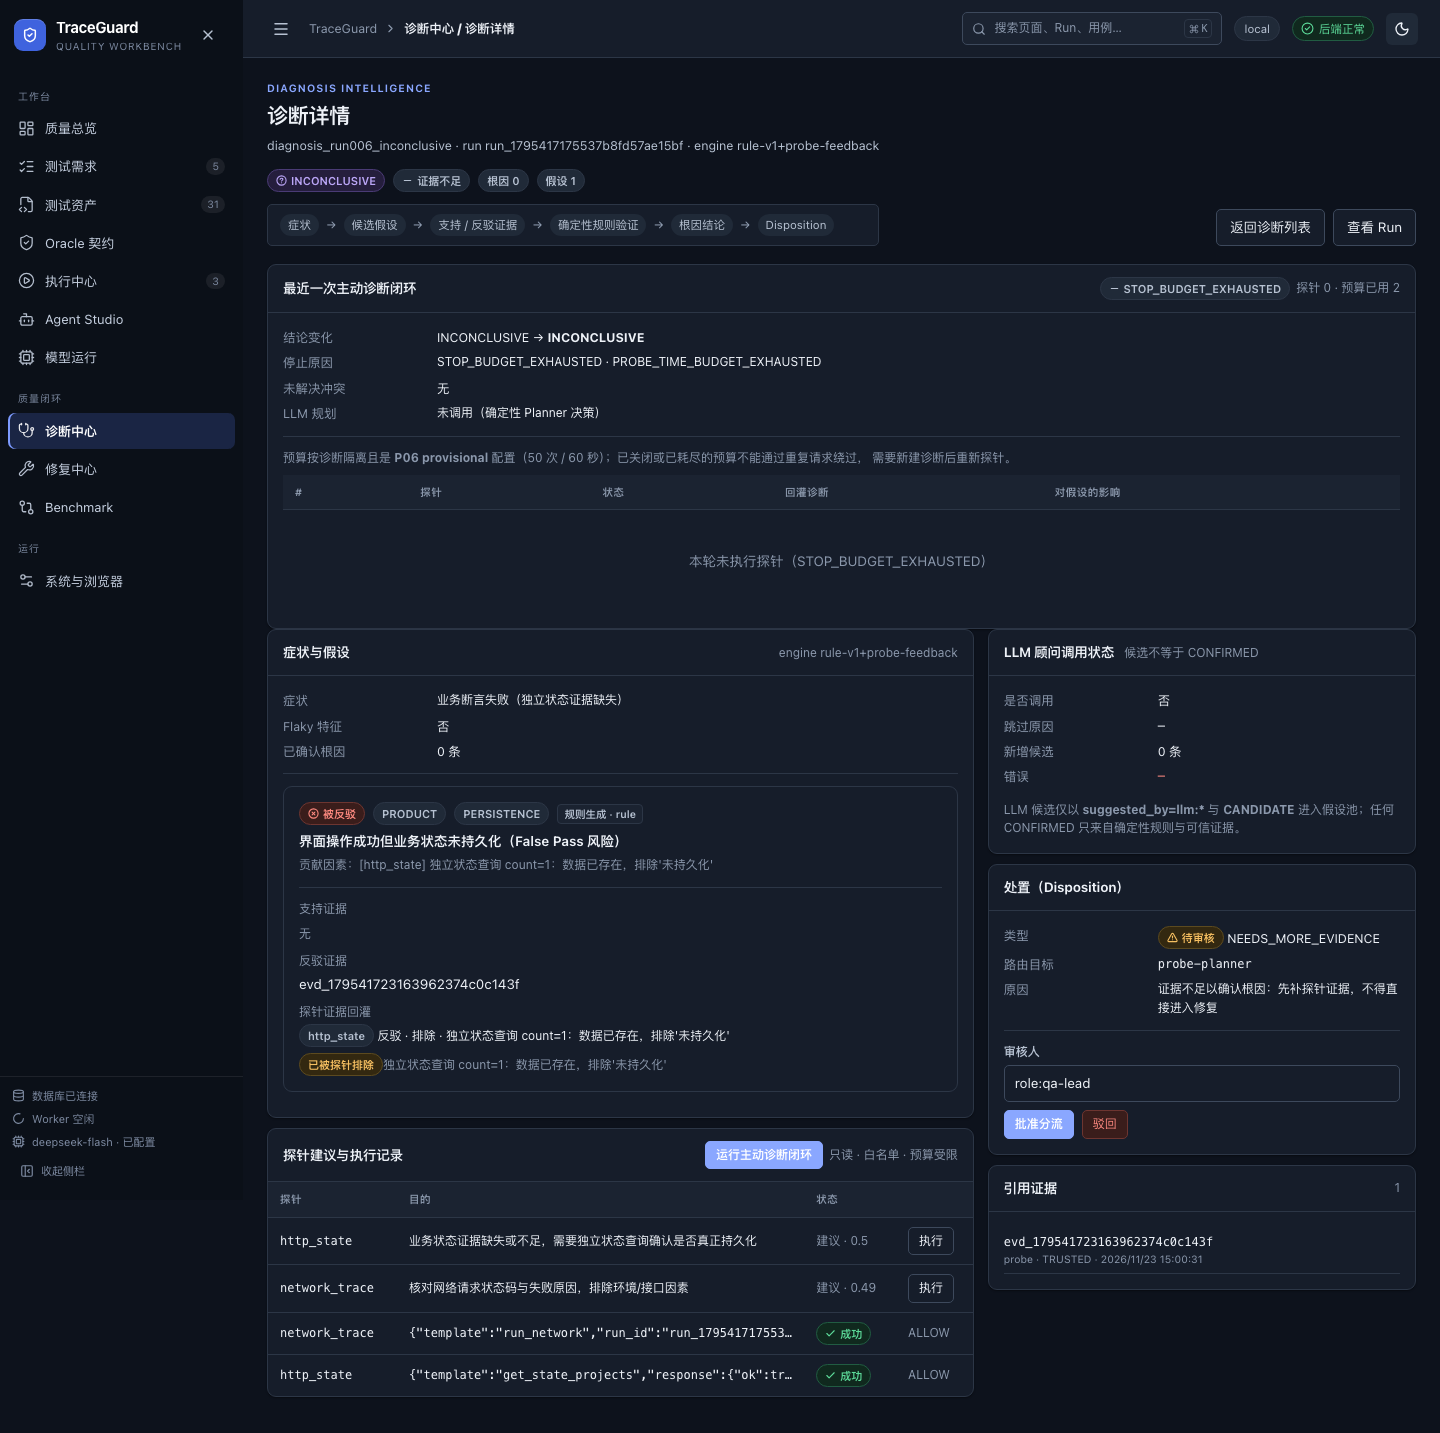 TraceGuard
QUALITY WORKBENCH
工作台
质量总览
测试需求 5
测试资产 31
Oracle 契约
执行中心 3
Agent Studio
模型运行
质量闭环
诊断中心
修复中心
Benchmark
运行
系统与浏览器
数据库已连接
Worker 空闲
deepseek-flash · 已配置
收起侧栏
TraceGuard > 诊断中心 / 诊断详情
搜索页面、Run、用例... ⌘ K
local
后端正常
DIAGNOSIS INTELLIGENCE
诊断详情
diagnosis_run006_inconclusive · run run_1795417175537b8fd57ae15bf · engine rule-v1+probe-feedback
INCONCLUSIVE 证据不足 根因 0 假设 1
症状 → 候选假设 → 支持 / 反驳证据 → 确定性规则验证 → 根因结论 → Disposition
返回诊断列表 查看 Run
最近一次主动诊断闭环 STOP_BUDGET_EXHAUSTED 探针 0 · 预算已用 2
结论变化 INCONCLUSIVE → INCONCLUSIVE
停止原因 STOP_BUDGET_EXHAUSTED · PROBE_TIME_BUDGET_EXHAUSTED
未解决冲突 无
LLM 规划 未调用（确定性 Planner 决策）
预算按诊断隔离且是 P06 provisional 配置（50 次 / 60 秒）；已关闭或已耗尽的预算不能通过重复请求绕过， 需要新建诊断后重新探针。
# 探针 状态 回灌诊断 对假设的影响
本轮未执行探针（STOP_BUDGET_EXHAUSTED）
症状与假设 engine rule-v1+probe-feedback
症状 业务断言失败（独立状态证据缺失）
Flaky 特征 否
已确认根因 0 条
被反驳 PRODUCT PERSISTENCE 规则生成 · rule
界面操作成功但业务状态未持久化（False Pass 风险）
贡献因素：[http_state] 独立状态查询 count=1：数据已存在，排除'未持久化'
支持证据
无
反驳证据
evd_179541723163962374c0c143f
探针证据回灌
http_state 反驳 · 排除 · 独立状态查询 count=1：数据已存在，排除'未持久化'
已被探针排除 独立状态查询 count=1：数据已存在，排除'未持久化'
探针建议与执行记录 运行主动诊断闭环 只读 · 白名单 · 预算受限
探针 目的 状态
http_state 业务状态证据缺失或不足，需要独立状态查询确认是否真正持久化 建议 · 0.5 执行
network_trace 核对网络请求状态码与失败原因，排除环境/接口因素 建议 · 0.49 执行
network_trace {"template":"run_network","run_id":"run_179541717553… 成功 ALLOW
http_state {"template":"get_state_projects","response":{"ok":tr… 成功 ALLOW
LLM 顾问调用状态 候选不等于 CONFIRMED
是否调用 否
跳过原因 —
新增候选 0 条
错误 —
LLM 候选仅以 suggested_by=llm:* 与 CANDIDATE 进入假设池；任何
CONFIRMED 只来自确定性规则与可信证据。
处置（Disposition）
类型 待审核 NEEDS_MORE_EVIDENCE
路由目标 probe-planner
原因 证据不足以确认根因：先补探针证据，不得直
接进入修复
审核人
role:qa-lead
批准分流 驳回
引用证据 1
evd_179541723163962374c0c143f
probe · TRUSTED · 2026/11/23 15:00:31